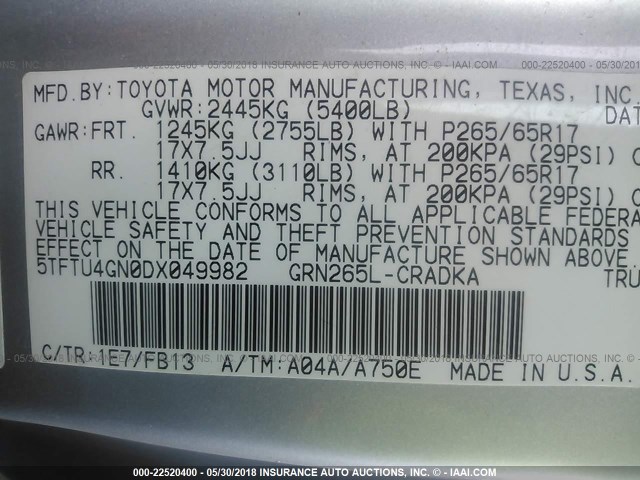 MFD.BY:TOYOTA MOTOR MANUFACTURING, TEXAS, INC.
GVWR:2445KG (5400LB) DAT
GAWR:FRT. 1245KG (2755LB) WITH P265/65R17
17X7.5JJ RIMS, AT 200KPA (29PSI) C
RR. 1410KG (3110LB) WITH P265/65R17
17X7.5JJ RIMS, AT 200KPA (29PSI) C
THIS VEHICLE CONFORMS TO ALL APPLICABLE FEDERAL
VEHICLE SAFETY AND THEFT PREVENTION STANDARDS
EFFECT ON THE DATE OF MANUFACTURE SHOWN ABOVE.
5TFTU4GN0DX049982 GRN265L-CRADKA TRU
C/TR:1E7/FB13 A/TM:A04A/A750E MADE IN U.S.A.
000-22520400 - 05/30/2018 INSURANCE AUTO AUCTIONS CORP. © - IAAI.COM